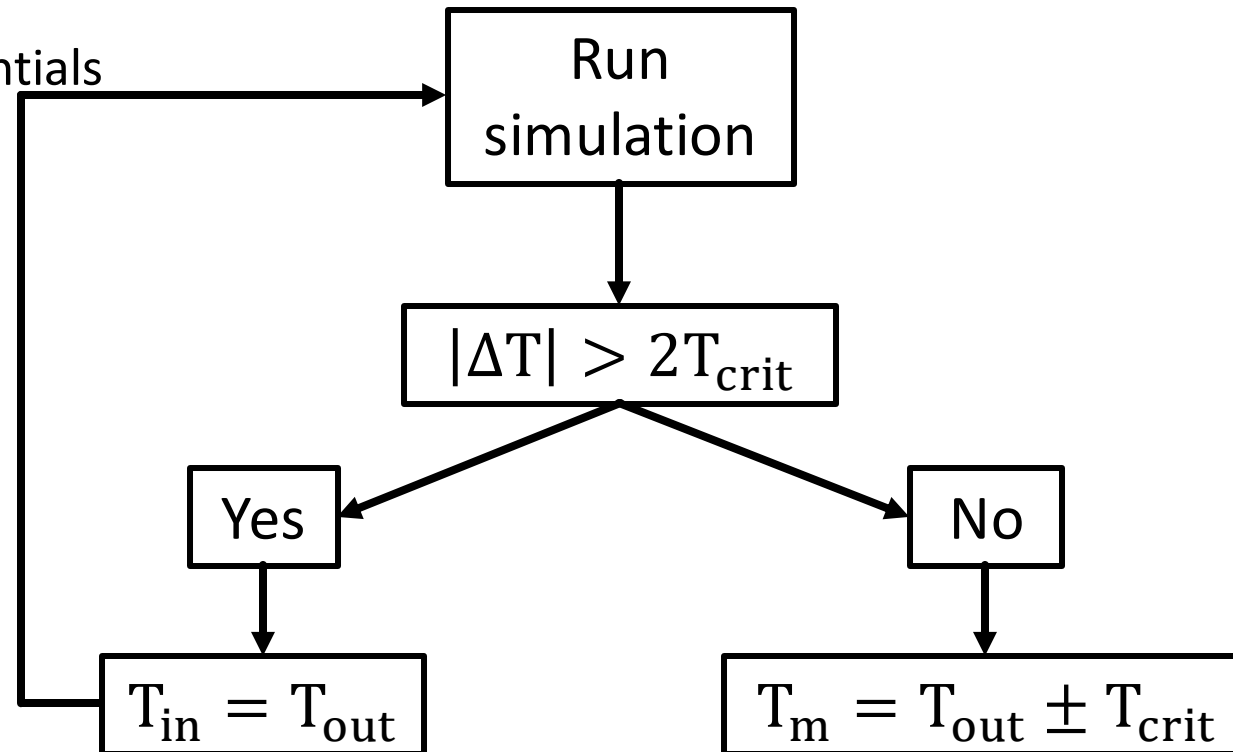 ntials
Run
simulation
|ΔT| > 2T_crit
Yes
No
T_in = T_out
T_m = T_out ± T_crit